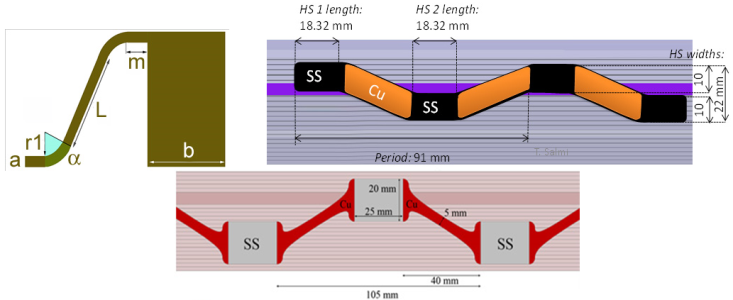 m
L
r1
a
α
b
HS 1 length:
18.32 mm
HS 2 length:
18.32 mm
HS widths:
SS
Cu
SS
10
10
22 mm
Period: 91 mm
T. Salmi
20 mm
Cu
25 mm
5 mm
SS
SS
40 mm
105 mm